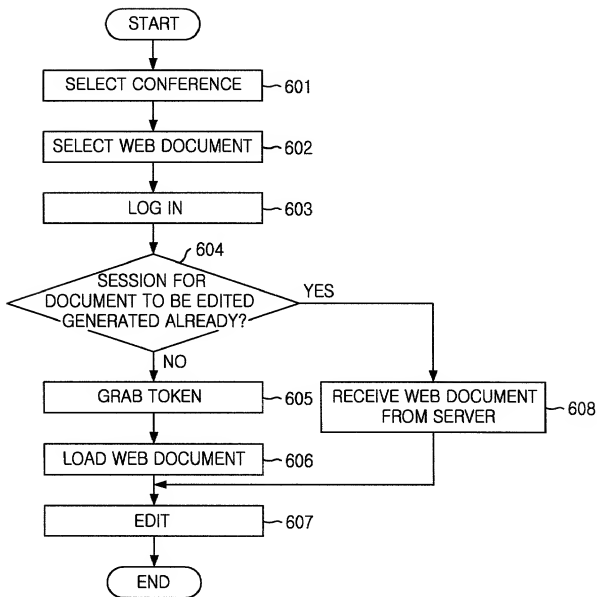 START
SELECT CONFERENCE
601
SELECT WEB DOCUMENT
602
LOG IN
603
604
SESSION FOR
DOCUMENT TO BE EDITED
GENERATED ALREADY?
YES
NO
GRAB TOKEN
605
RECEIVE WEB DOCUMENT
FROM SERVER
608
LOAD WEB DOCUMENT
606
EDIT
607
END